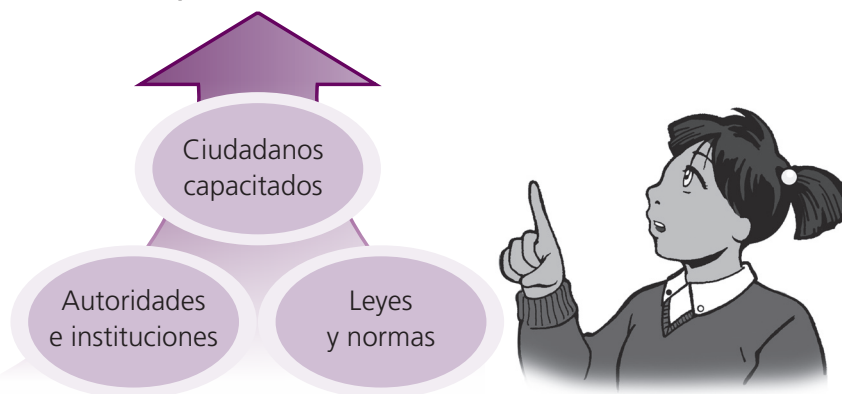 Ciudadanos
capacitados
Autoridades
e instituciones
Leyes
y normas